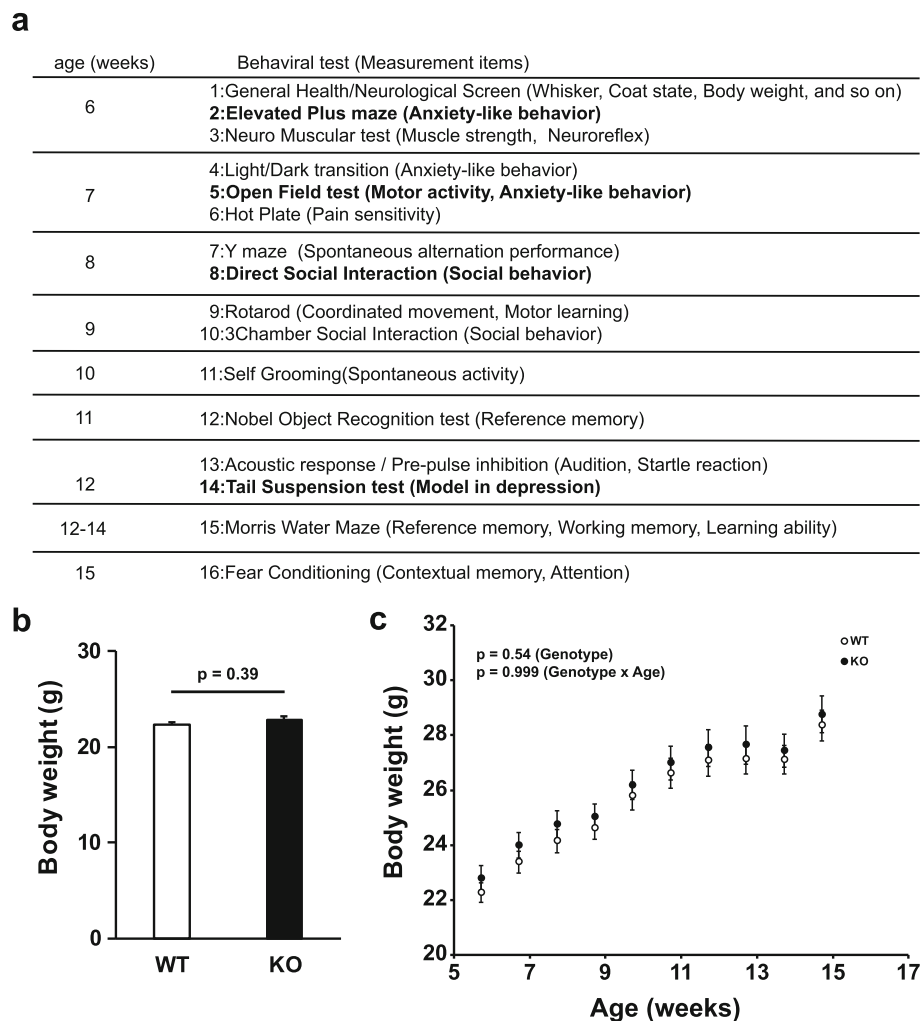 a
age (weeks) Behaviral test (Measurement items)
1:General Health/Neurological Screen (Whisker, Coat state, Body weight, and so on)
6 2:Elevated Plus maze (Anxiety-like behavior)
3:Neuro Muscular test (Muscle strength, Neuroreflex)
4:Light/Dark transition (Anxiety-like behavior)
7 5:Open Field test (Motor activity, Anxiety-like behavior)
6:Hot Plate (Pain sensitivity)
7:Y maze (Spontaneous alternation performance)
8 8:Direct Social Interaction (Social behavior)
9:Rotarod (Coordinated movement, Motor learning)
9 10:3Chamber Social Interaction (Social behavior)
10 11:Self Grooming(Spontaneous activity)
11 12:Nobel Object Recognition test (Reference memory)
13:Acoustic response / Pre-pulse inhibition (Audition, Startle reaction)
12 14:Tail Suspension test (Model in depression)
12-14 15:Morris Water Maze (Reference memory, Working memory, Learning ability)
15 16:Fear Conditioning (Contextual memory, Attention)
b
Body weight (g)
30
20
10
0
p = 0.39
WT KO
c
Body weight (g)
32
30
28
26
24
22
20
p = 0.54 (Genotype)
p = 0.999 (Genotype x Age)
WT
KO
5 7 9 11 13 15 17
Age (weeks)